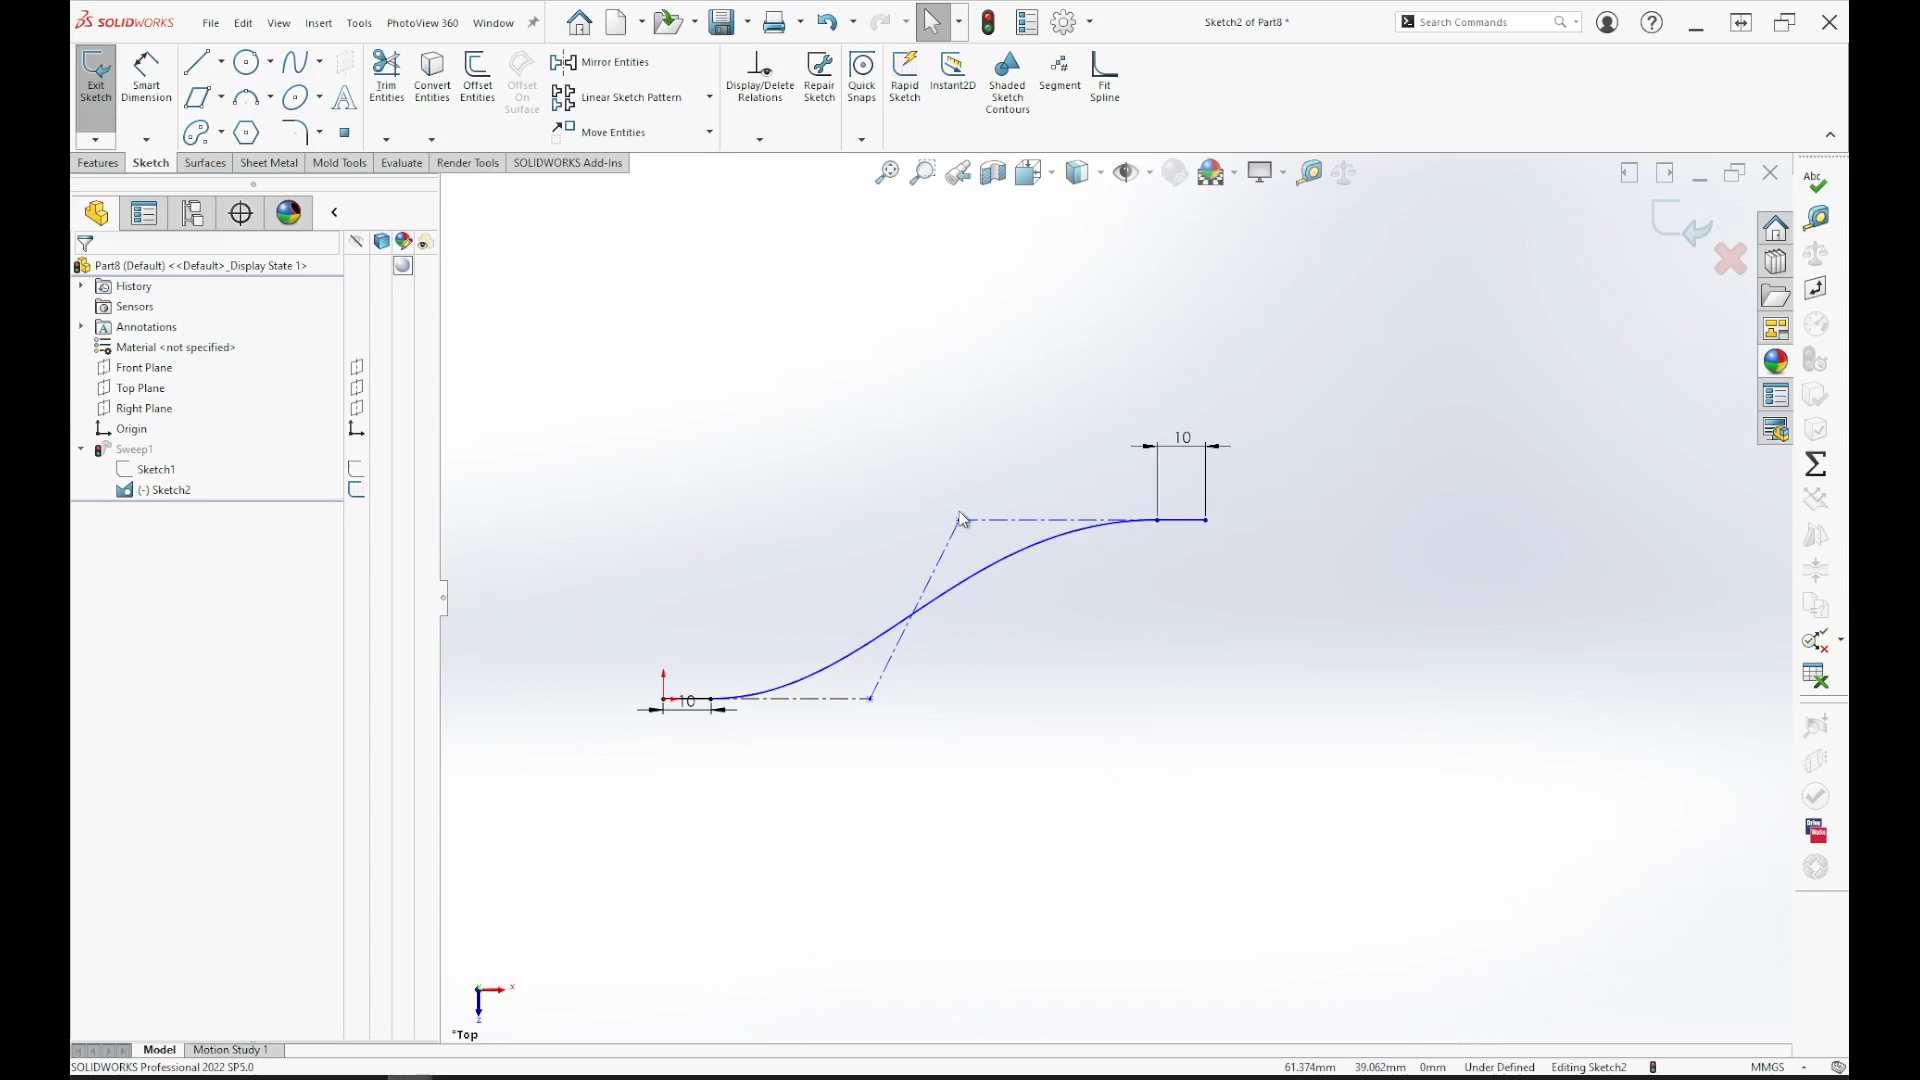 SOLIDWORKS
File Edit View Insert Tools PhotoView 360 Window
Sketch2 of Part8 *
Search Commands
Exit Sketch
Smart Dimension
Trim Entities
Convert Entities
Offset Entities
Offset On Surface
Mirror Entities
Linear Sketch Pattern
Move Entities
Display/Delete Relations
Repair Sketch
Quick Snaps
Rapid Sketch
Instant2D
Shaded Sketch Contours
Segment
Fit Spline
Features Sketch Surfaces Sheet Metal Mold Tools Evaluate Render Tools SOLIDWORKS Add-Ins
Abc
Part8 (Default) <<Default>_Display State 1>
History
Sensors
Annotations
Material <not specified>
Front Plane
Top Plane
Right Plane
Origin
Sweep1
Sketch1
(-) Sketch2
10
10
x
z
*Top
Model Motion Study 1
SOLIDWORKS Professional 2022 SP5.0
61.374mm 39.062mm 0mm Under Defined Editing Sketch2 MMGS